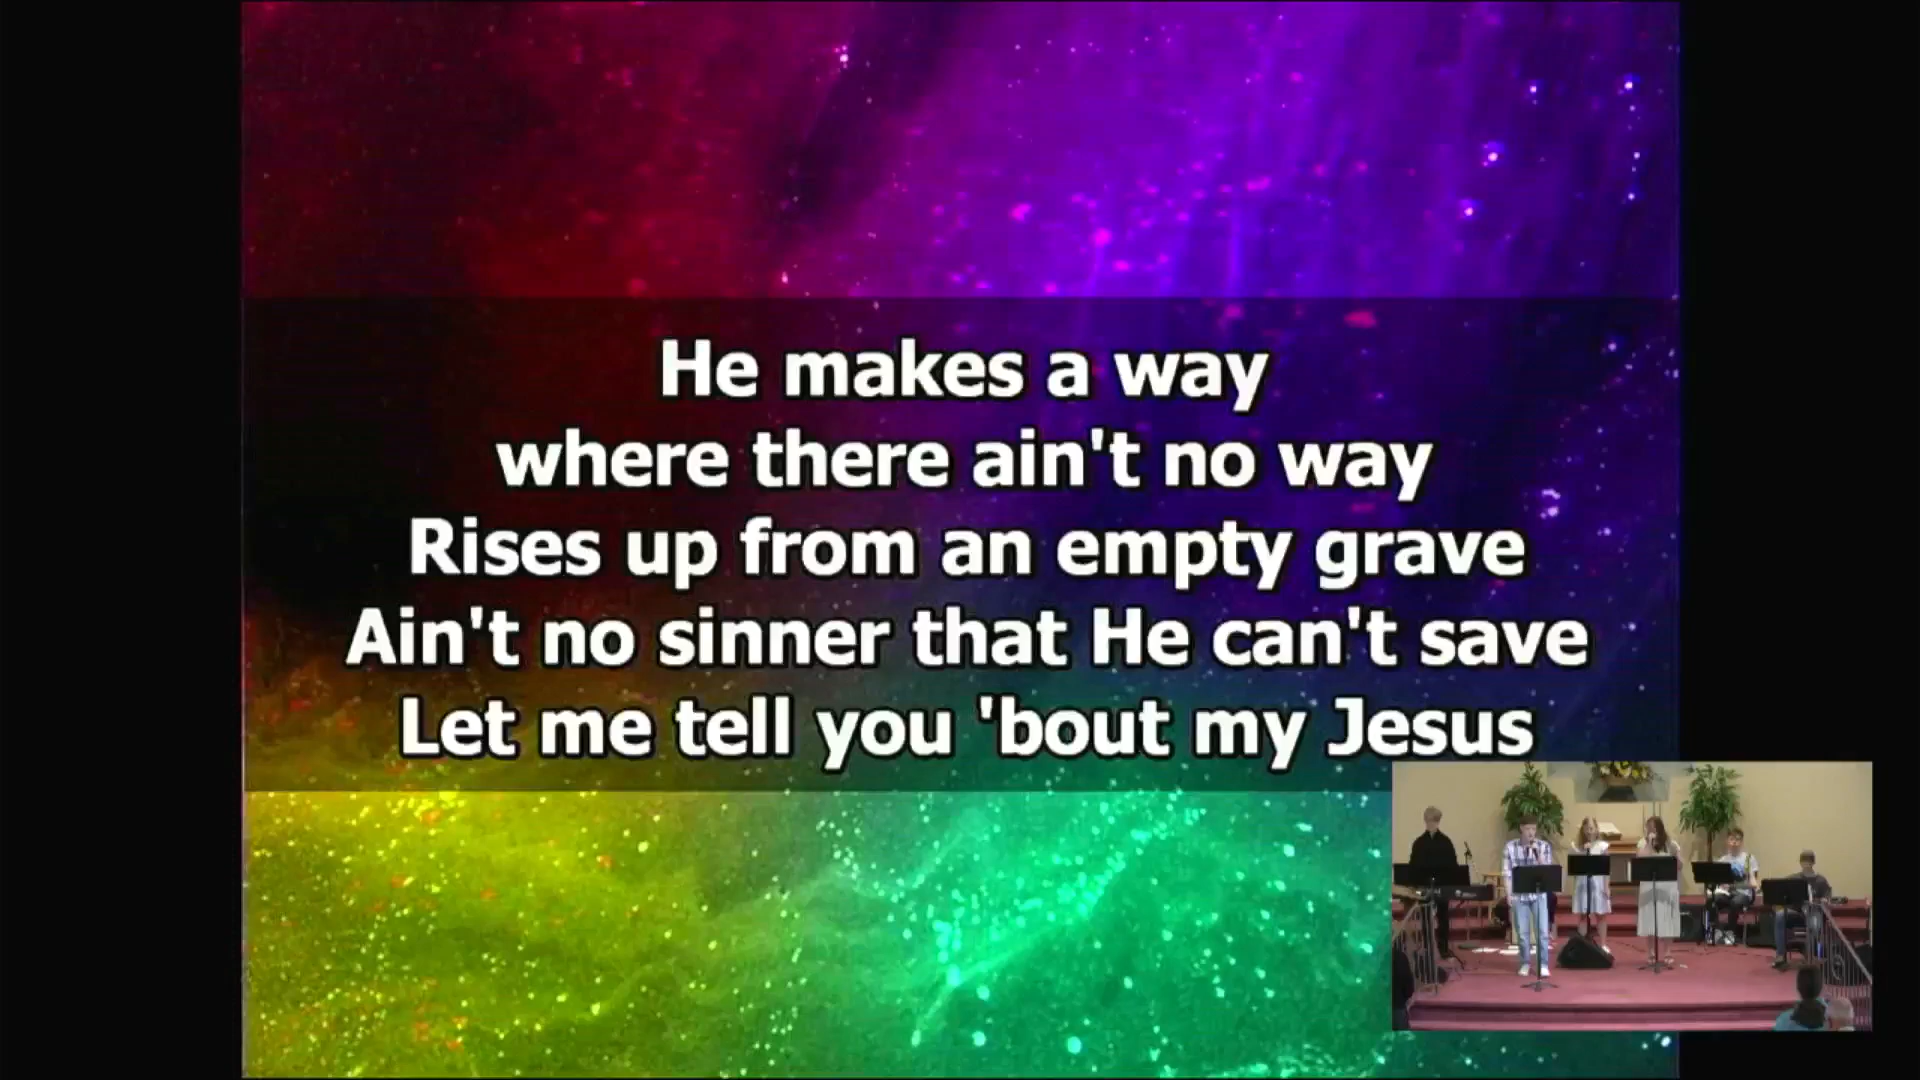 He makes a way
where there ain't no way
Rises up from an empty grave
Ain't no sinner that He can't save
Let me tell you 'bout my Jesus